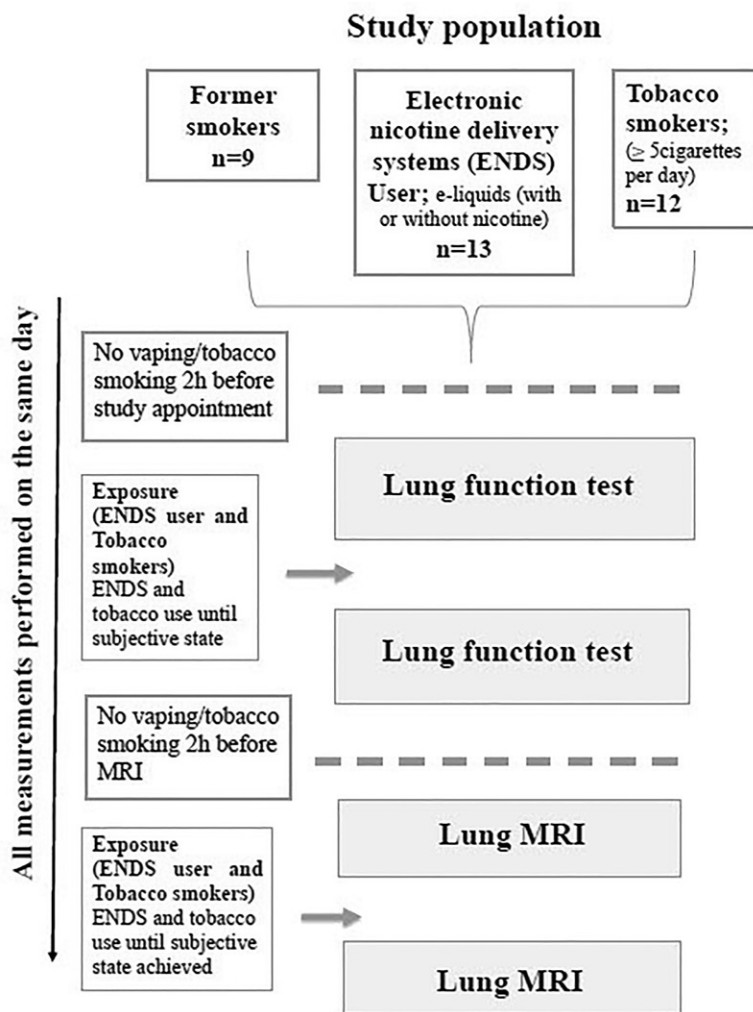 Study population
Former
smokers
n=9
Electronic
nicotine delivery
systems (ENDS)
User; e-liquids (with
or without nicotine)
n=13
Tobacco
smokers;
(≥ 5cigarettes
per day)
n=12
All measurements performed on the same day
No vaping/tobacco
smoking 2h before
study appointment
Lung function test
Exposure
(ENDS user and
Tobacco
smokers)
ENDS and
tobacco use until
subjective state
Lung function test
No vaping/tobacco
smoking 2h before
MRI
Lung MRI
Exposure
(ENDS user and
Tobacco smokers)
ENDS and tobacco
use until subjective
state achieved
Lung MRI